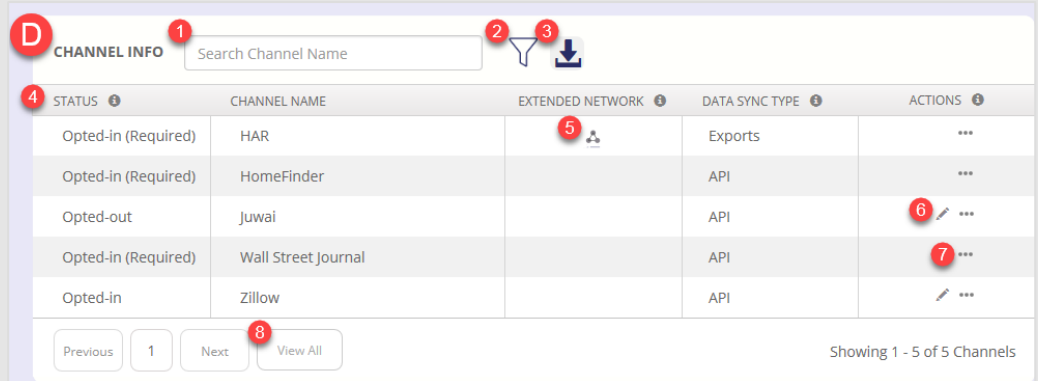 D
CHANNEL INFO 1 Search Channel Name 2 3
4 STATUS CHANNEL NAME EXTENDED NETWORK DATA SYNC TYPE ACTIONS
Opted-in (Required) HAR 5 Exports •••
Opted-in (Required) HomeFinder API •••
Opted-out Juwai API 6 •••
Opted-in (Required) Wall Street Journal API 7 •••
Opted-in Zillow API •••
Previous 1 Next 8 View All Showing 1 - 5 of 5 Channels